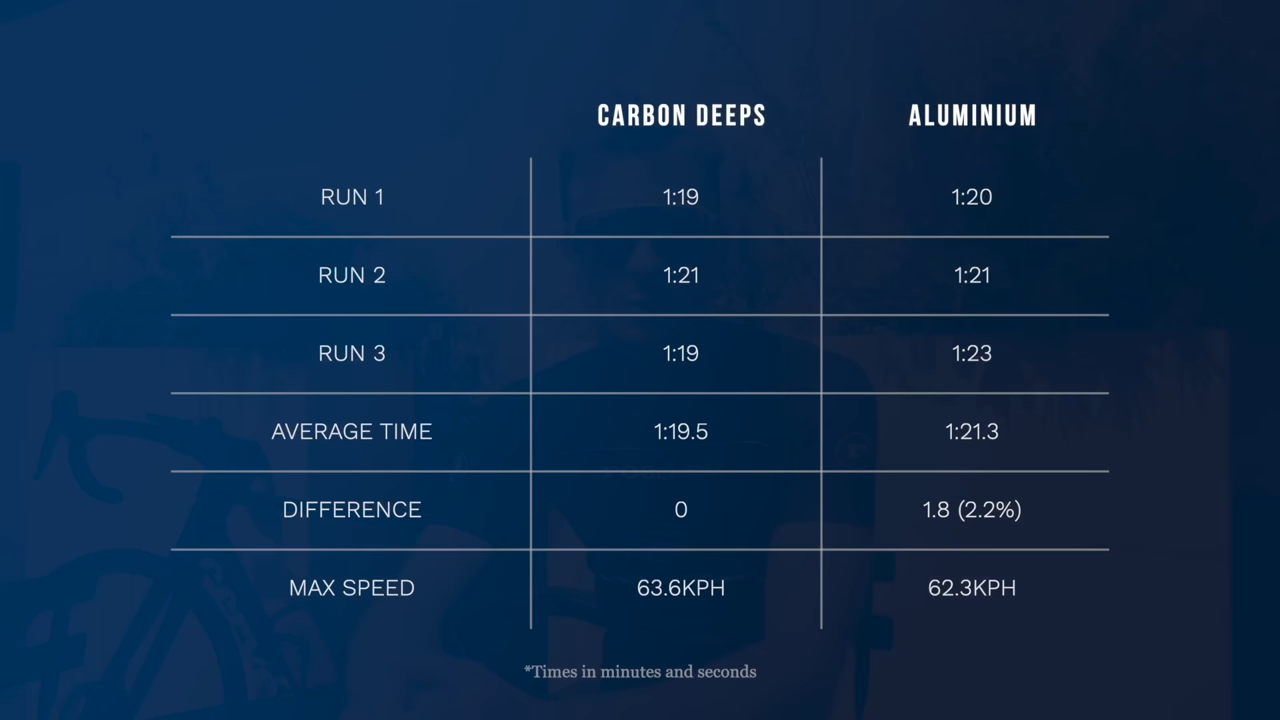 CARBON DEEPS ALUMINIUM
RUN 1 1:19 1:20
RUN 2 1:21 1:21
RUN 3 1:19 1:23
AVERAGE TIME 1:19.5 1:21.3
DIFFERENCE 0 1.8 (2.2%)
MAX SPEED 63.6KPH 62.3KPH
*Times in minutes and seconds